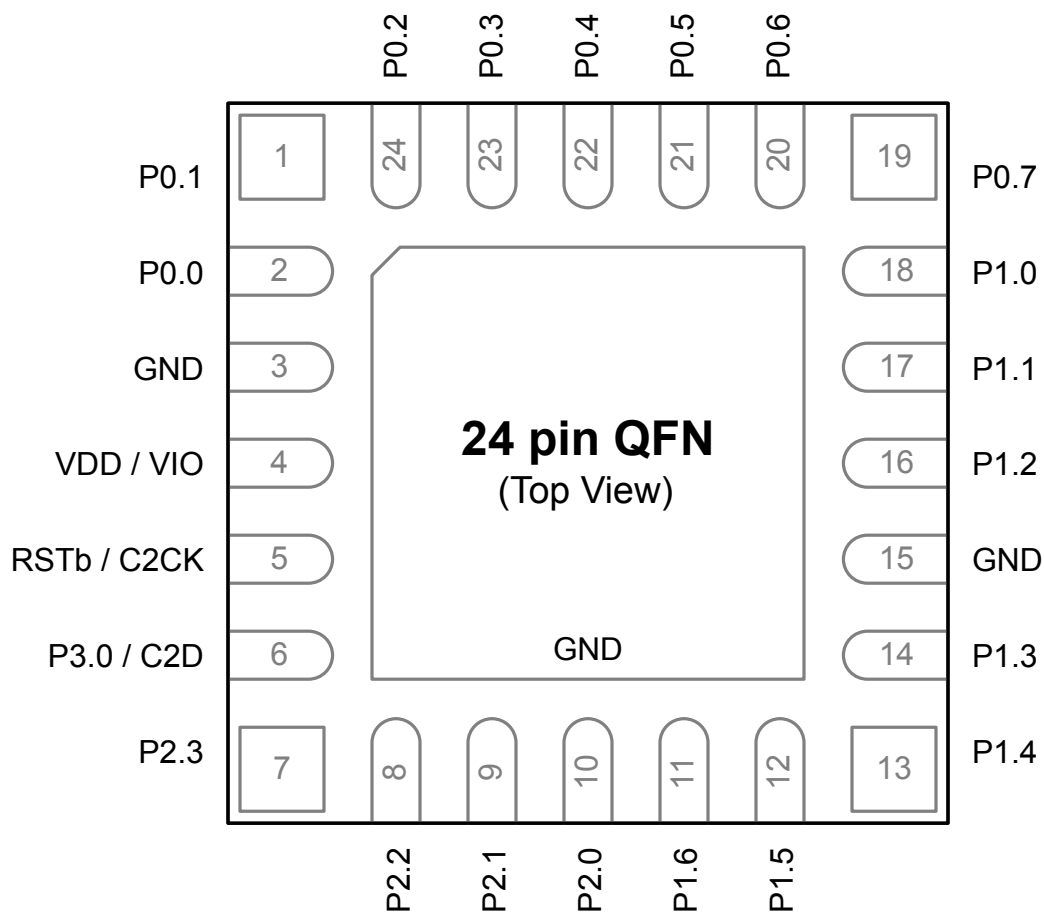 P0.2
P0.3
P0.4
P0.5
P0.6
1
24
23
22
21
20
19
P0.1
P0.7
P0.0
2
18
P1.0
GND
3
17
P1.1
24 pin QFN
(Top View)
VDD / VIO
4
16
P1.2
RSTb / C2CK
5
15
GND
P3.0 / C2D
6
GND
14
P1.3
P2.3
7
8
9
10
11
12
13
P1.4
P2.2
P2.1
P2.0
P1.6
P1.5